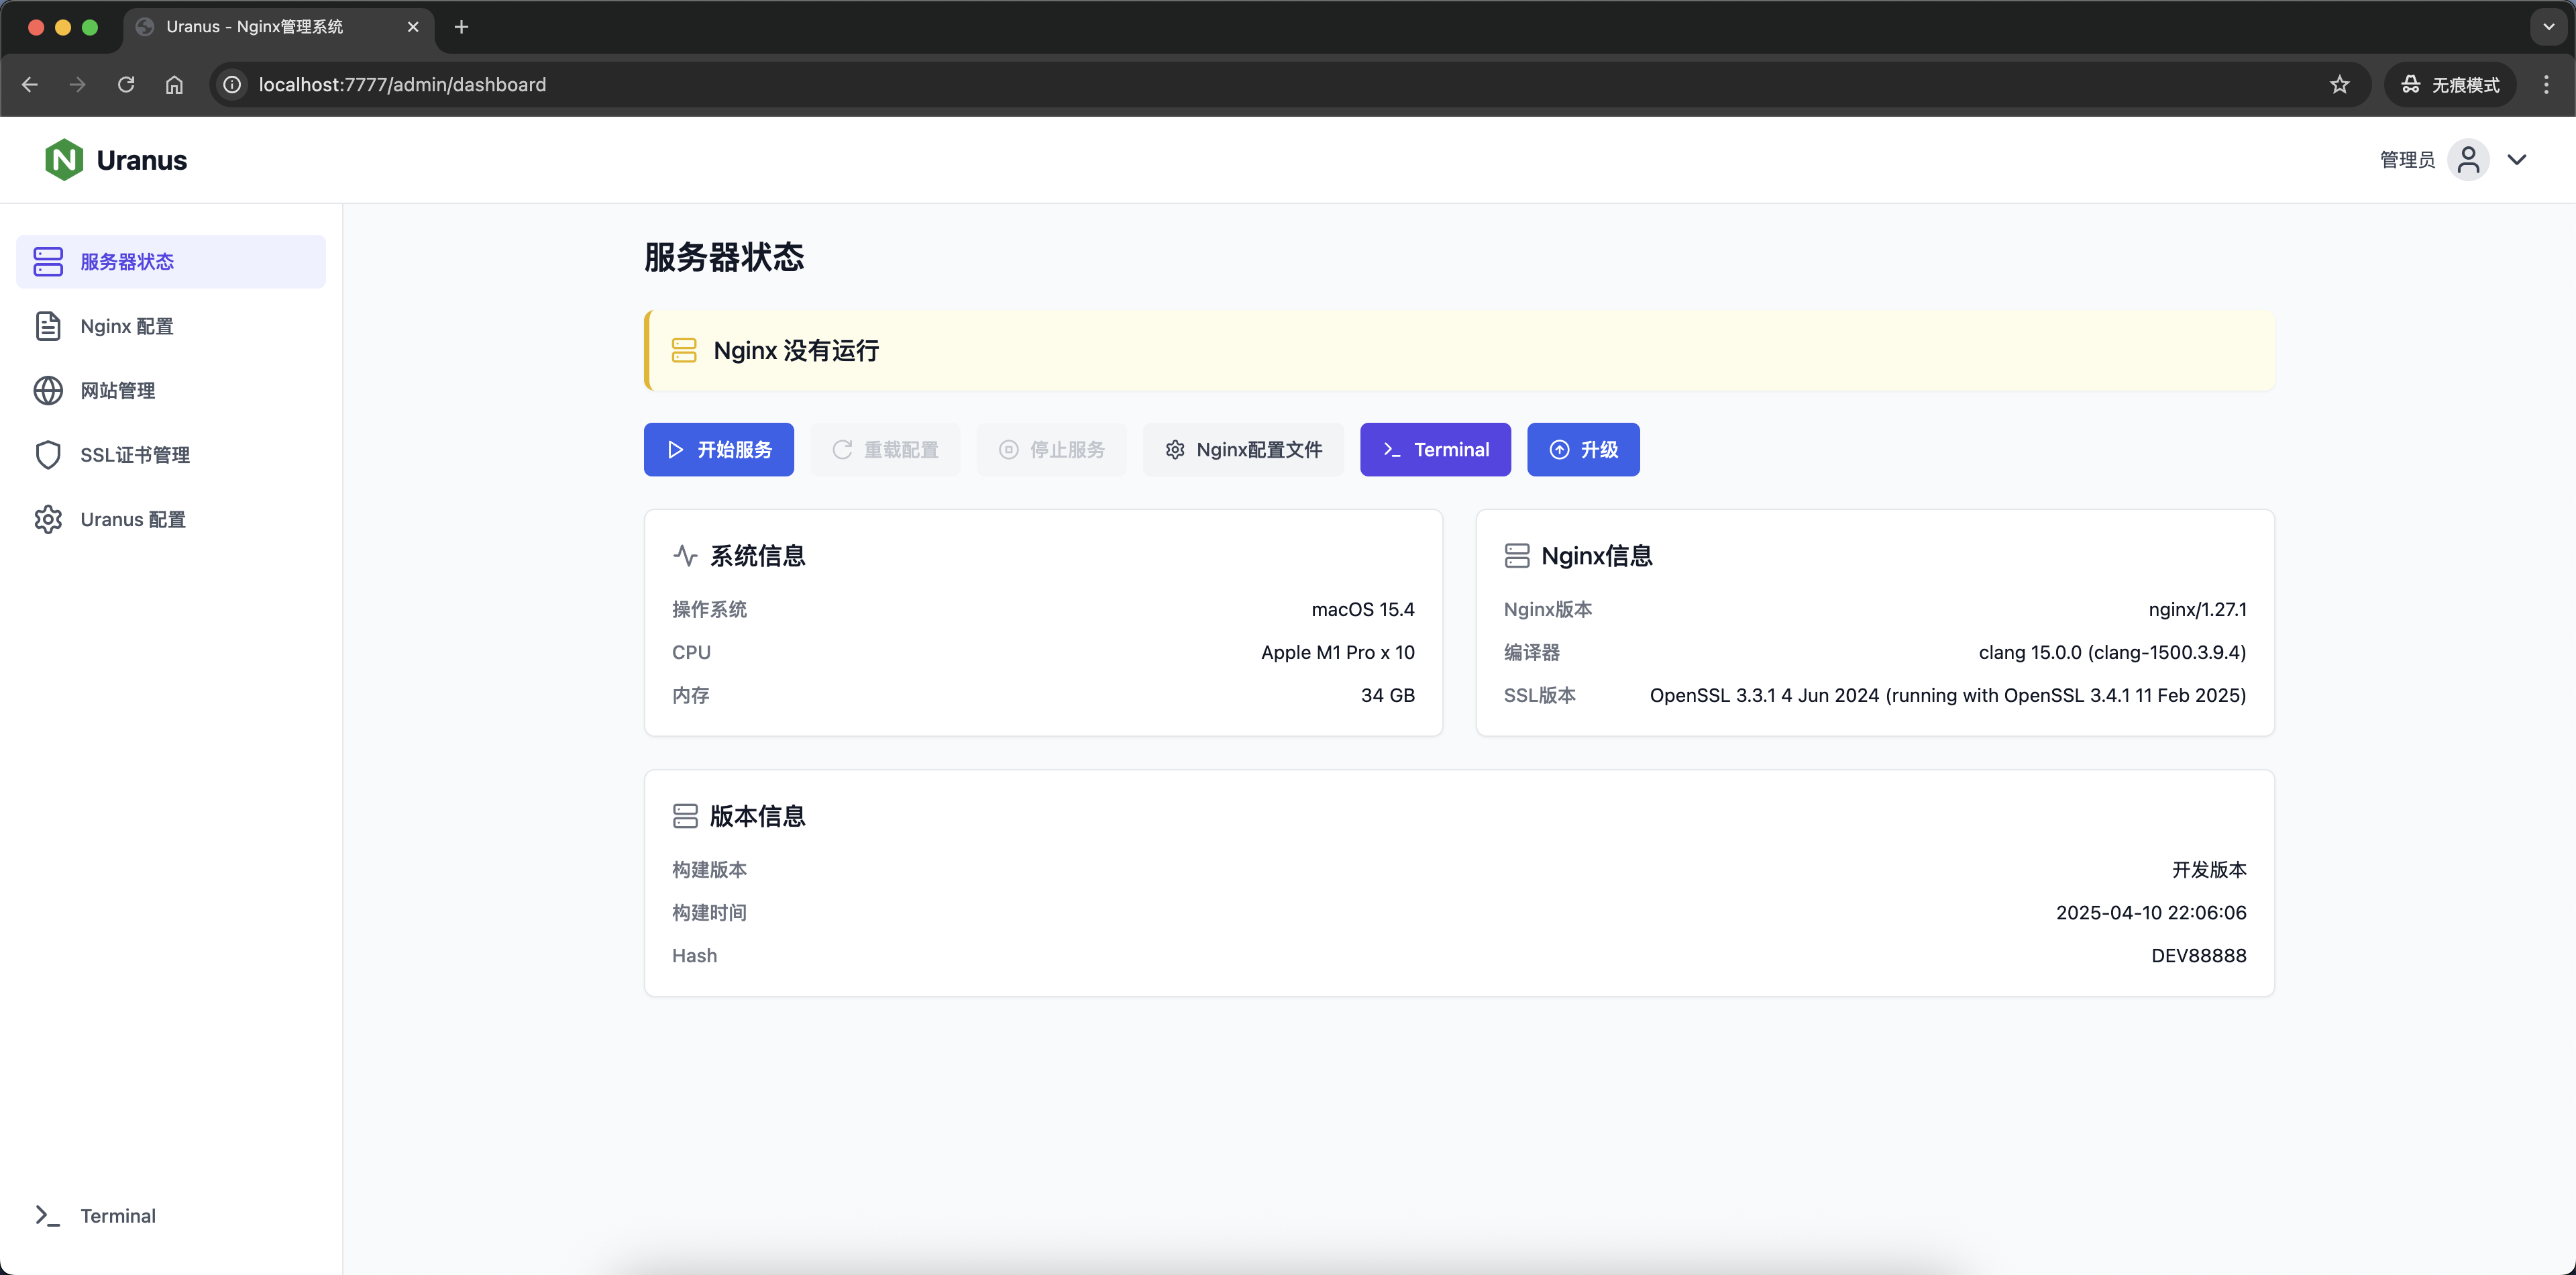 Uranus - Nginx管理系统
localhost:7777/admin/dashboard
无痕模式
Uranus
管理员
服务器状态
Nginx 配置
网站管理
SSL证书管理
Uranus 配置
Terminal
服务器状态
Nginx 没有运行
开始服务 重载配置 停止服务 Nginx配置文件 Terminal 升级
系统信息
操作系统 macOS 15.4
CPU Apple M1 Pro x 10
内存 34 GB
Nginx信息
Nginx版本 nginx/1.27.1
编译器 clang 15.0.0 (clang-1500.3.9.4)
SSL版本 OpenSSL 3.3.1 4 Jun 2024 (running with OpenSSL 3.4.1 11 Feb 2025)
版本信息
构建版本 开发版本
构建时间 2025-04-10 22:06:06
Hash DEV88888